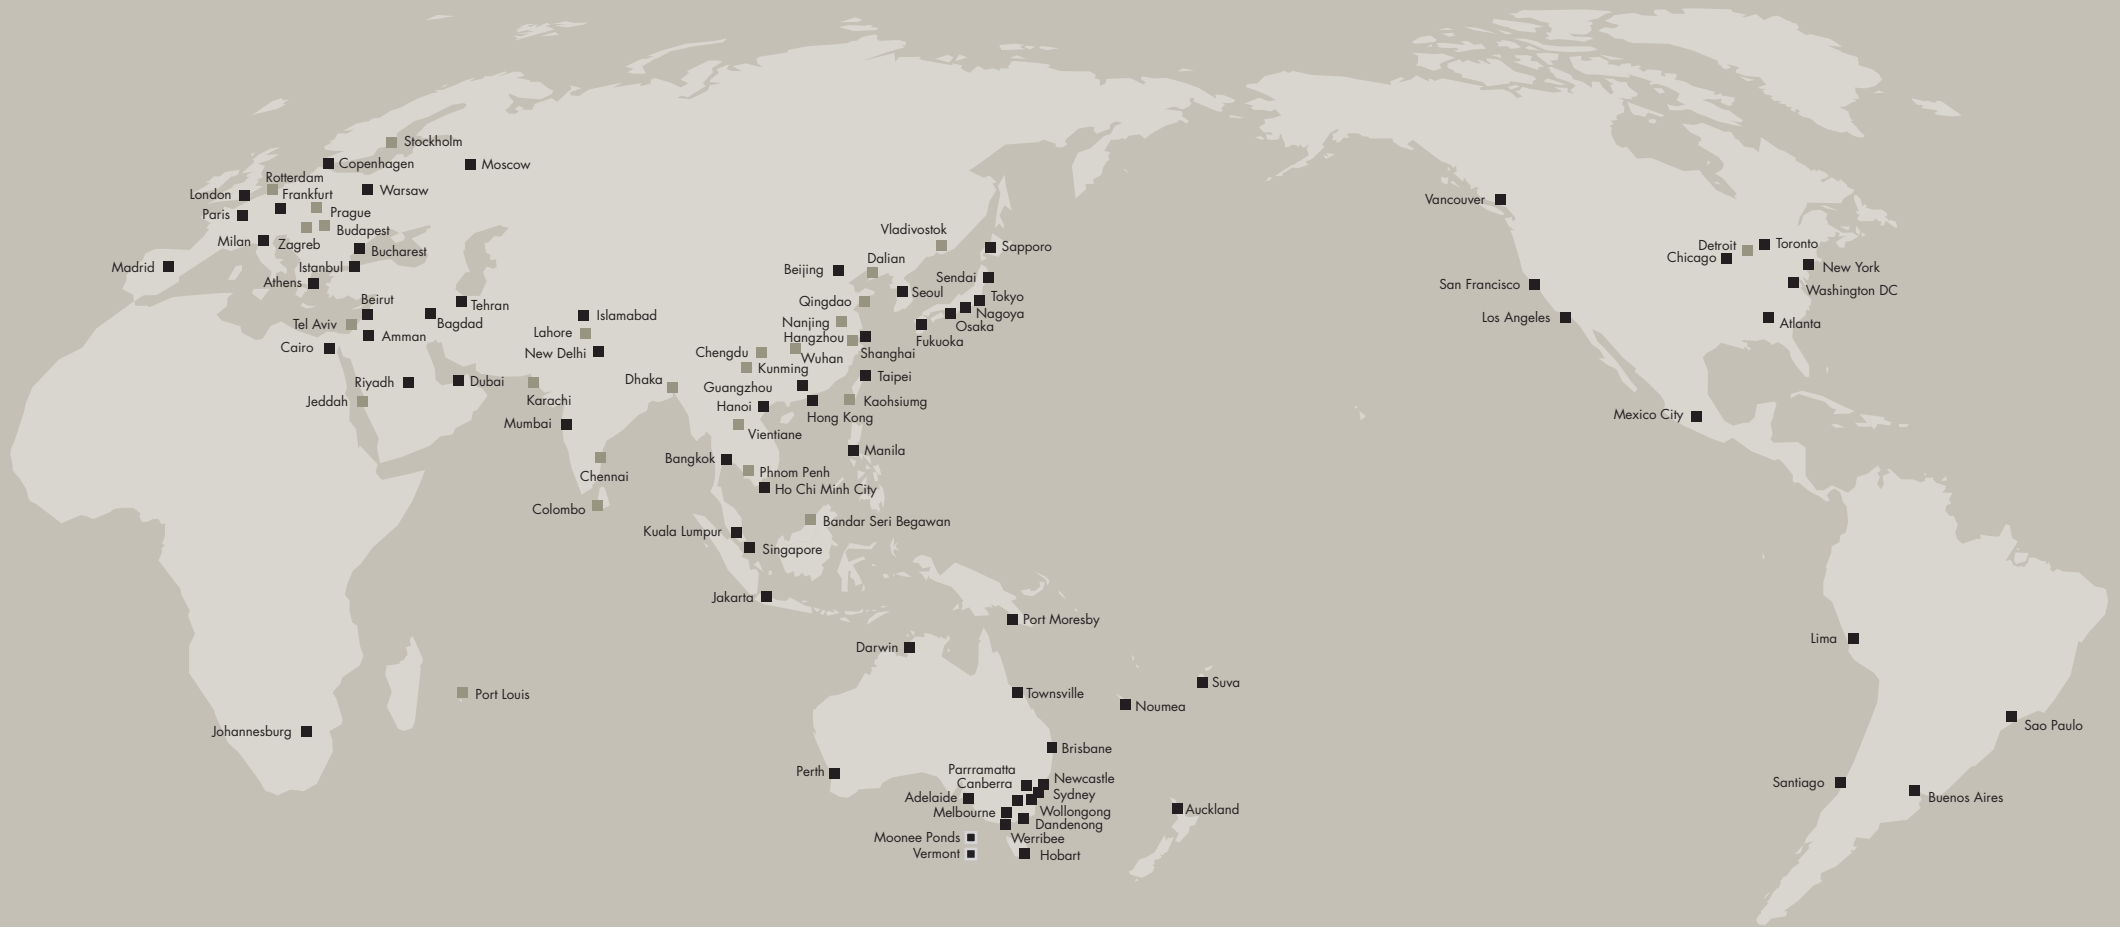 Stockholm
Copenhagen
Moscow
Rotterdam
London
Frankfurt
Warsaw
Paris
Prague
Budapest
Milan
Zagreb
Bucharest
Madrid
Istanbul
Athens
Beirut
Tehran
Tel Aviv
Bagdad
Amman
Cairo
Riyadh
Dubai
Jeddah
Islamabad
Lahore
New Delhi
Karachi
Mumbai
Dhaka
Chennai
Colombo
Port Louis
Johannesburg
Vladivostok
Sapporo
Beijing
Dalian
Sendai
Seoul
Tokyo
Qingdao
Nagoya
Nanjing
Osaka
Hangzhou
Fukuoka
Chengdu
Wuhan
Shanghai
Kunming
Taipei
Guangzhou
Hanoi
Kaohsiumg
Hong Kong
Vientiane
Manila
Bangkok
Phnom Penh
Ho Chi Minh City
Bandar Seri Begawan
Kuala Lumpur
Singapore
Jakarta
Port Moresby
Darwin
Suva
Townsville
Noumea
Brisbane
Perth
Parrramatta
Newcastle
Canberra
Sydney
Adelaide
Melbourne
Wollongong
Auckland
Dandenong
Moonee Ponds
Werribee
Vermont
Hobart
Vancouver
Detroit
Toronto
Chicago
New York
San Francisco
Washington DC
Los Angeles
Atlanta
Mexico City
Lima
Sao Paulo
Santiago
Buenos Aires